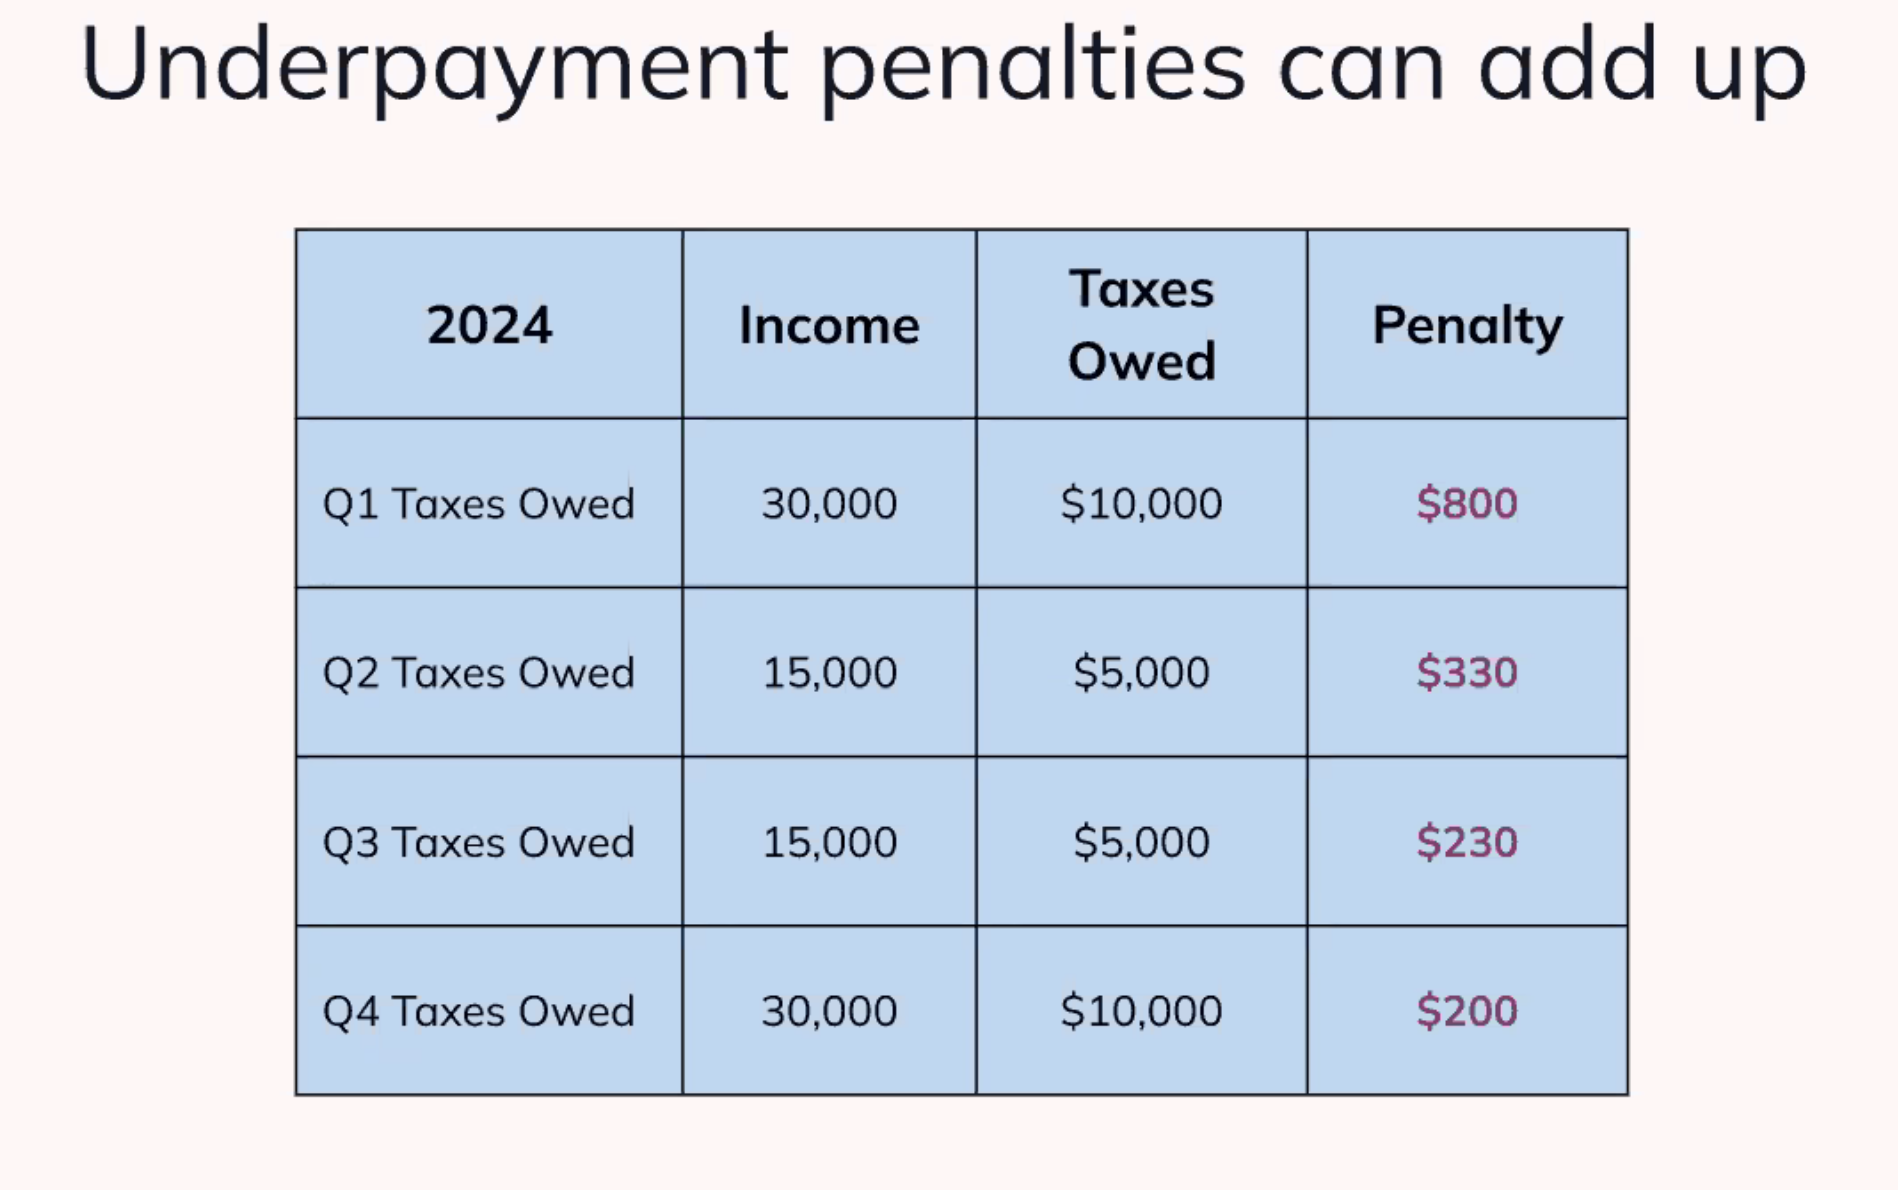 Underpayment penalties can add up
2024 Income Taxes Owed Penalty
Q1 Taxes Owed 30,000 $10,000 $800
Q2 Taxes Owed 15,000 $5,000 $330
Q3 Taxes Owed 15,000 $5,000 $230
Q4 Taxes Owed 30,000 $10,000 $200